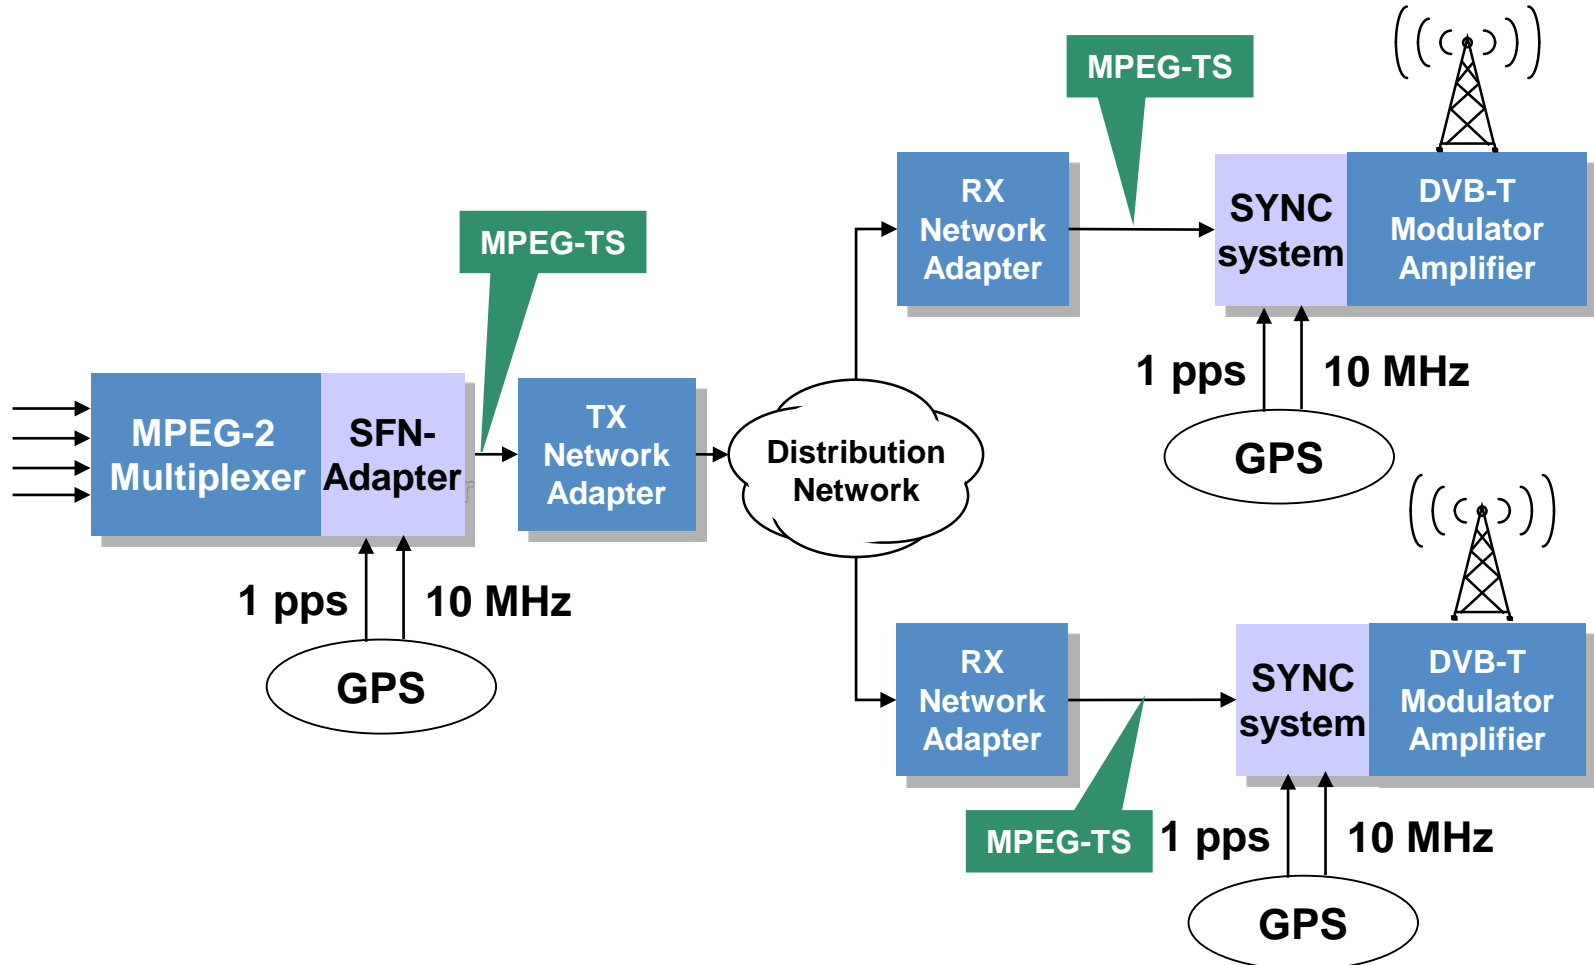 MPEG-TS
RX
Network
Adapter
SYNC
system
DVB-T
Modulator
Amplifier
MPEG-TS
1 pps
10 MHz
GPS
MPEG-2
Multiplexer
SFN-
Adapter
TX
Network
Adapter
Distribution
Network
1 pps
10 MHz
GPS
RX
Network
Adapter
SYNC
system
DVB-T
Modulator
Amplifier
MPEG-TS
1 pps
10 MHz
GPS